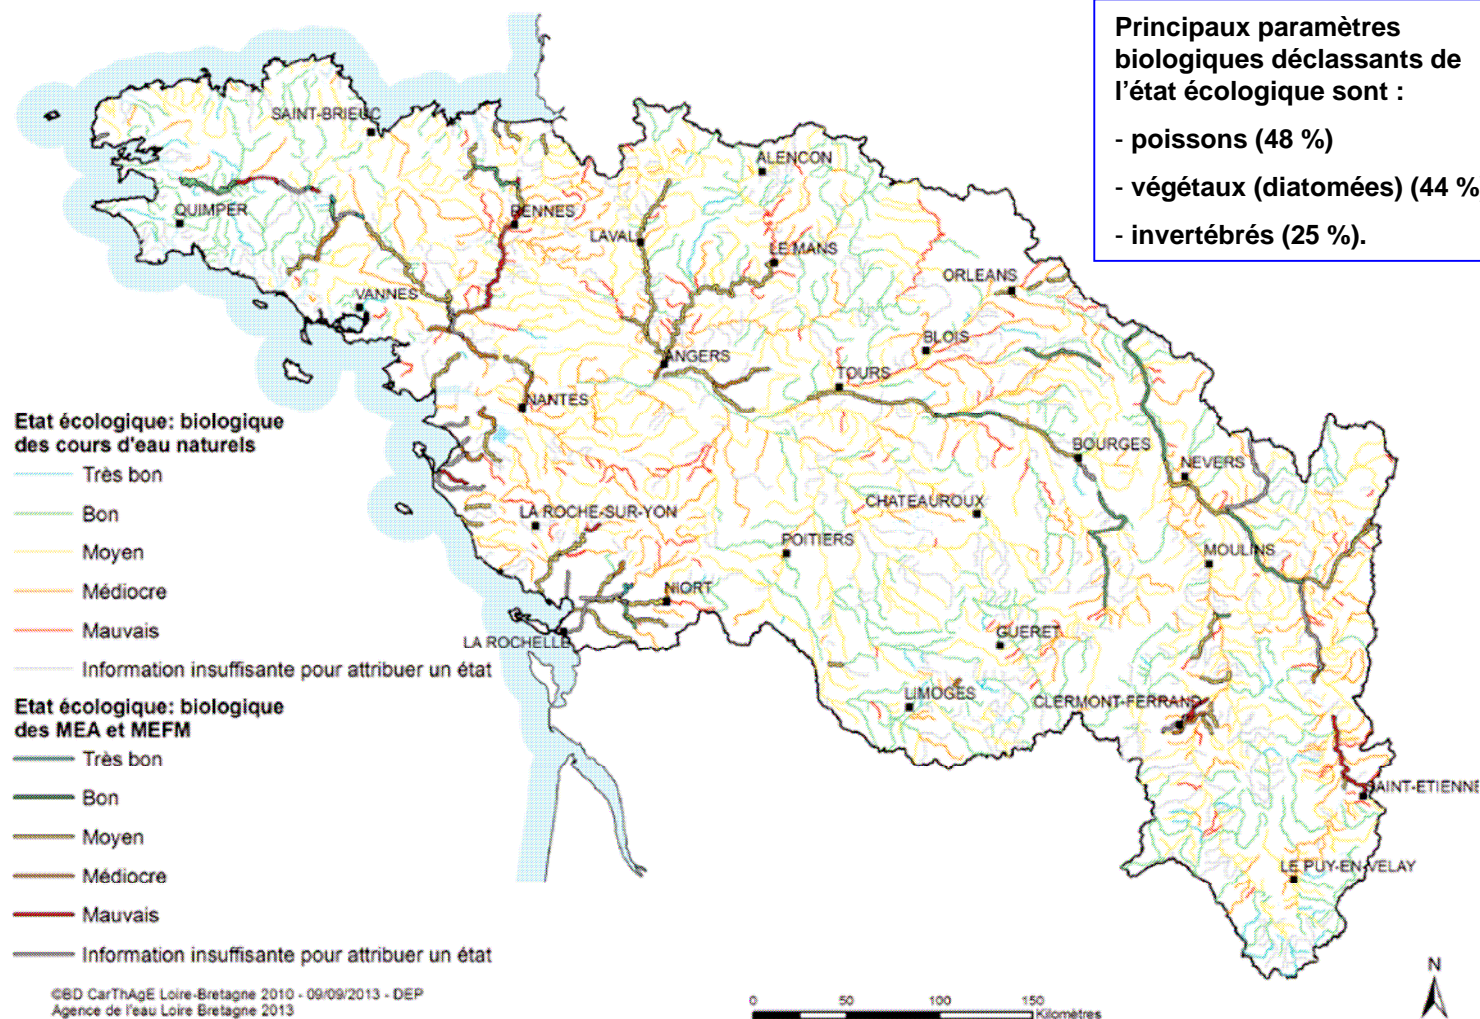 Principaux paramètres
biologiques déclassants de
l'état écologique sont :
- poissons (48 %)
- végétaux (diatomées) (44 %
- invertébrés (25 %).
SAINT-BRIEUC
ALENCON
QUIMPER
RENNES
LAVAL
LE MANS
ORLEANS
VANNES
BLOIS
ANGERS
TOURS
NANTES
BOURGES
NEVERS
CHATEAUROUX
LA ROCHE-SUR-YON
POITIERS
MOULINS
NIORT
GUERET
LA ROCHELLE
LIMOGES
CLERMONT-FERRAND
SAINT-ETIENNE
LE PUY-EN-VELAY
Etat écologique: biologique
des cours d'eau naturels
Très bon
Bon
Moyen
Médiocre
Mauvais
Information insuffisante pour attribuer un état
Etat écologique: biologique
des MEA et MEFM
Très bon
Bon
Moyen
Médiocre
Mauvais
Information insuffisante pour attribuer un état
©BD CarThAgE Loire-Bretagne 2010 - 09/09/2013 - DEP
Agence de l'eau Loire Bretagne 2013
0 50 100 150
Kilomètres
N